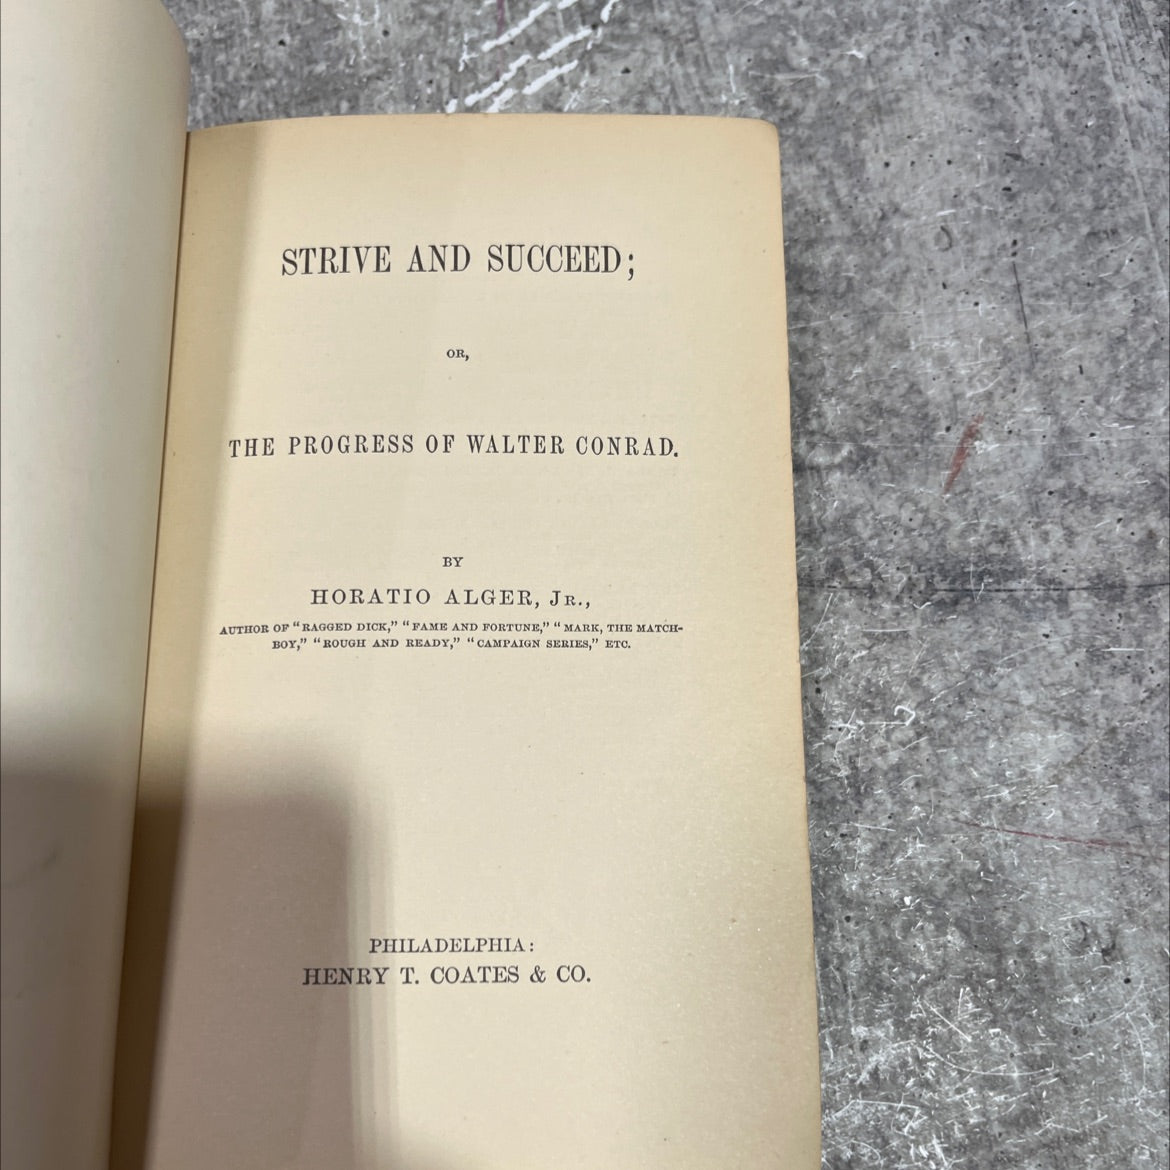 STRIVE AND SUCCEED;
OR,
THE PROGRESS OF WALTER CONRAD.
BY
HORATIO ALGER, JR.,
AUTHOR OF "RAGGED DICK," "FAME AND FORTUNE," "MARK, THE MATCH-
BOY," "ROUGH AND READY," "CAMPAIGN SERIES," ETC.
PHILADELPHIA:
HENRY T. COATES & CO.